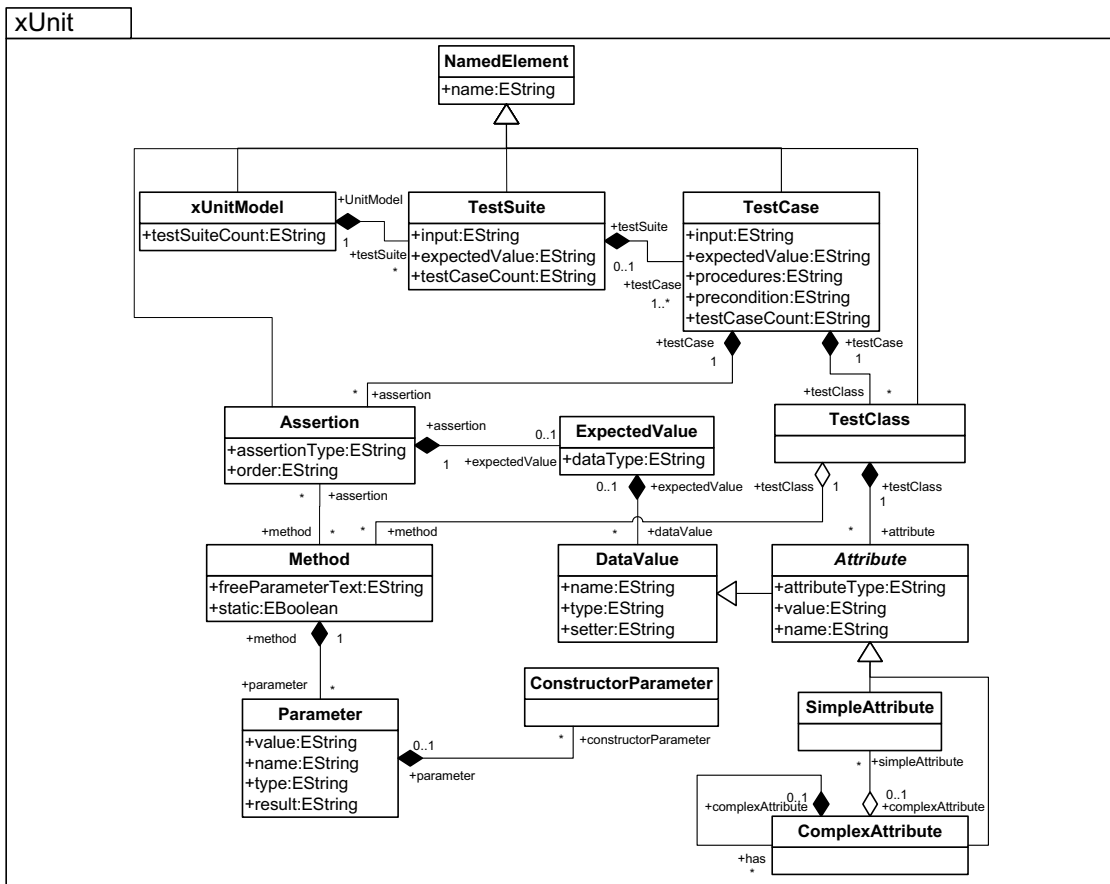 xUnit
NamedElement
+name:EString
xUnitModel
+testSuiteCount:EString
+UnitModel
1
+testSuite
*
TestSuite
+input:EString
+expectedValue:EString
+testCaseCount:EString
+testSuite
0..1
+testCase
1..*
TestCase
+input:EString
+expectedValue:EString
+procedures:EString
+precondition:EString
+testCaseCount:EString
+testCase
1
+testCase
1
*
+assertion
+testClass
*
Assertion
+assertionType:EString
+order:EString
+assertion
1
0..1
+expectedValue
ExpectedValue
+dataType:EString
TestClass
*
+assertion
+method
*
*
+method
0..1
+expectedValue
*
+dataValue
+testClass
1
+testClass
1
*
+attribute
Method
+freeParameterText:EString
+static:EBoolean
DataValue
+name:EString
+type:EString
+setter:EString
Attribute
+attributeType:EString
+value:EString
+name:EString
+method
1
+parameter
*
Parameter
+value:EString
+name:EString
+type:EString
+result:EString
0..1
+parameter
ConstructorParameter
*
+constructorParameter
SimpleAttribute
*
+simpleAttribute
0..1
+complexAttribute
0..1
+complexAttribute
ComplexAttribute
+has
*